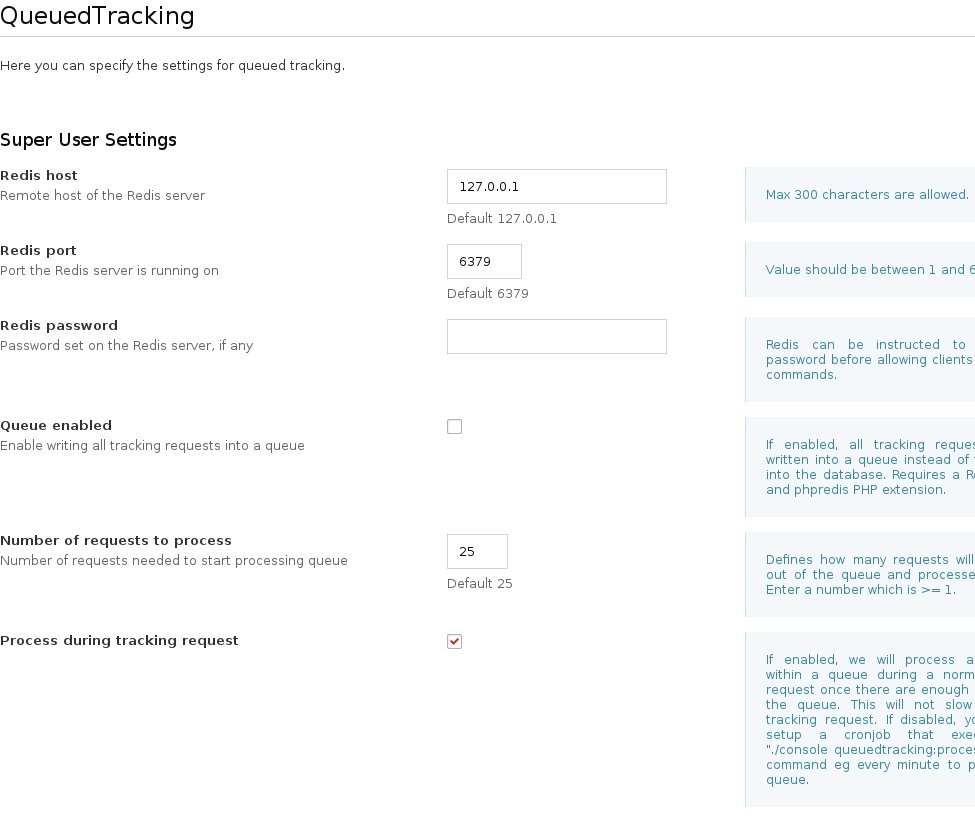 QueuedTracking
Here you can specify the settings for queued tracking.
Super User Settings
Redis host
Remote host of the Redis server
127.0.0.1
Default 127.0.0.1
Max 300 characters are allowed.
Redis port
Port the Redis server is running on
6379
Default 6379
Value should be between 1 and
Redis password
Password set on the Redis server, if any
Redis can be instructed to
password before allowing clients
commands.
Queue enabled
Enable writing all tracking requests into a queue
If enabled, all tracking
written into a queue instead of
into the database. Requires a
and phpredis PHP extension.
Number of requests to process
Number of requests needed to start processing queue
25
Default 25
Defines how many requests will
out of the queue and
Enter a number which is >= 1.
Process during tracking request
If enabled, we will process
within a queue during a
request once there are enough
the queue. This will not slow
tracking request. If disabled,
setup a cronjob that
"./console
command eg every minute to
queue.